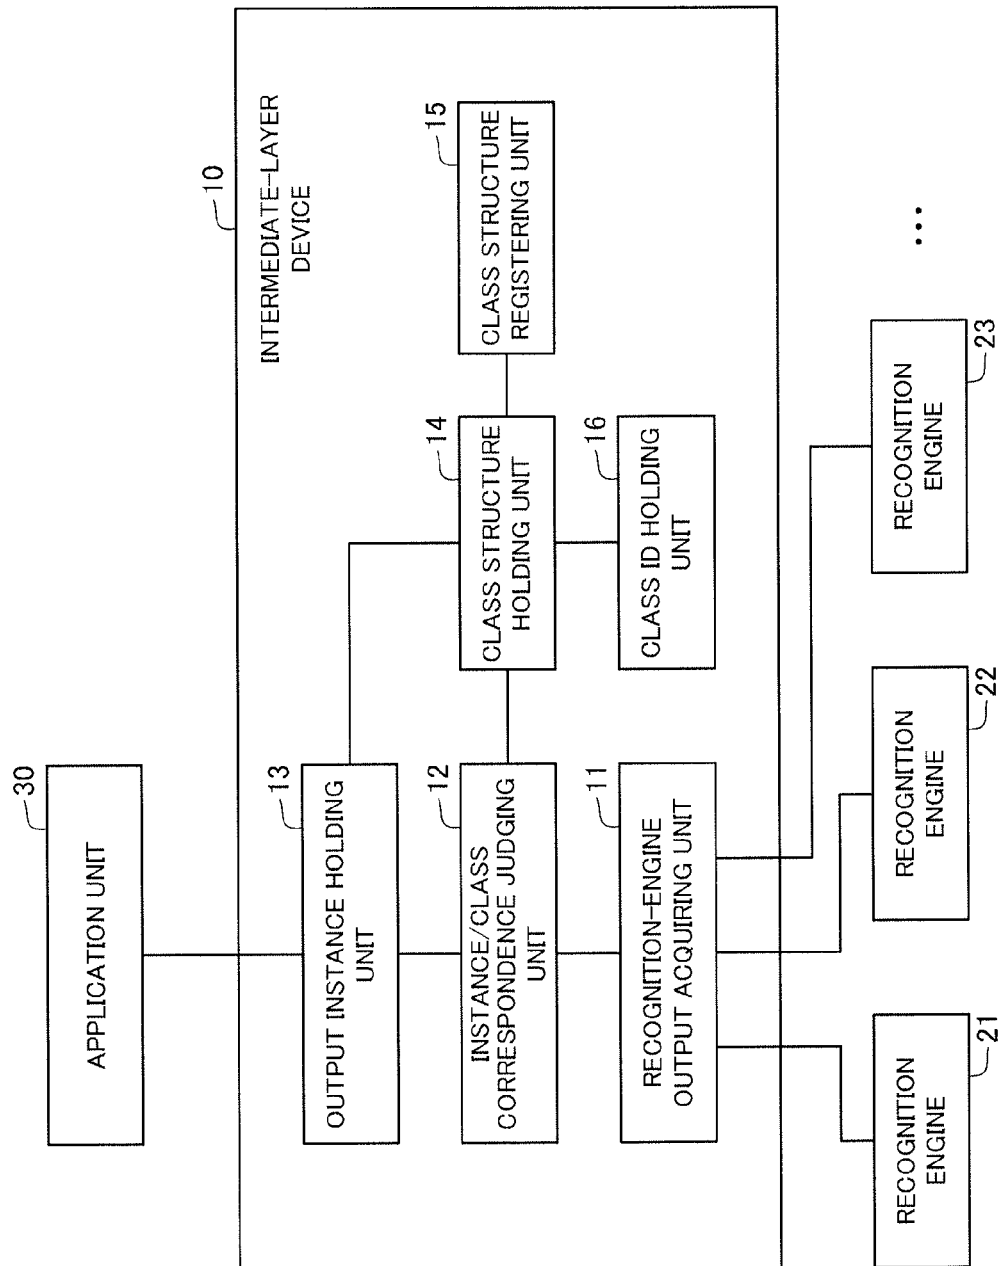 30
APPLICATION UNIT
10
INTERMEDIATE-LAYER
DEVICE
13
OUTPUT INSTANCE HOLDING
UNIT
12
INSTANCE/CLASS
CORRESPONDENCE JUDGING
UNIT
14
CLASS STRUCTURE
HOLDING UNIT
15
CLASS STRUCTURE
REGISTERING UNIT
11
RECOGNITION-ENGINE
OUTPUT ACQUIRING UNIT
16
CLASS ID HOLDING
UNIT
RECOGNITION
ENGINE
21
RECOGNITION
ENGINE
22
RECOGNITION
ENGINE
23
...